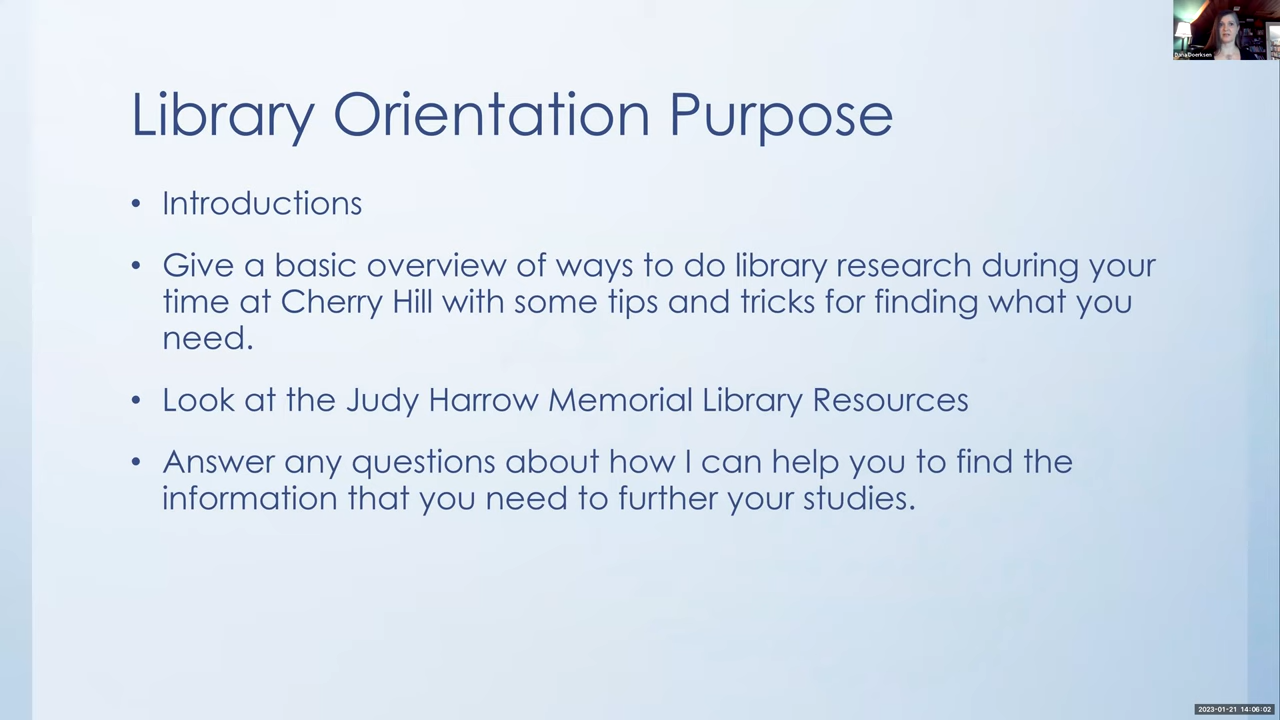 Dana Doerksen
Library Orientation Purpose
• Introductions
• Give a basic overview of ways to do library research during your
time at Cherry Hill with some tips and tricks for finding what you
need.
• Look at the Judy Harrow Memorial Library Resources
• Answer any questions about how I can help you to find the
information that you need to further your studies.
2023-01-21 14:06:02